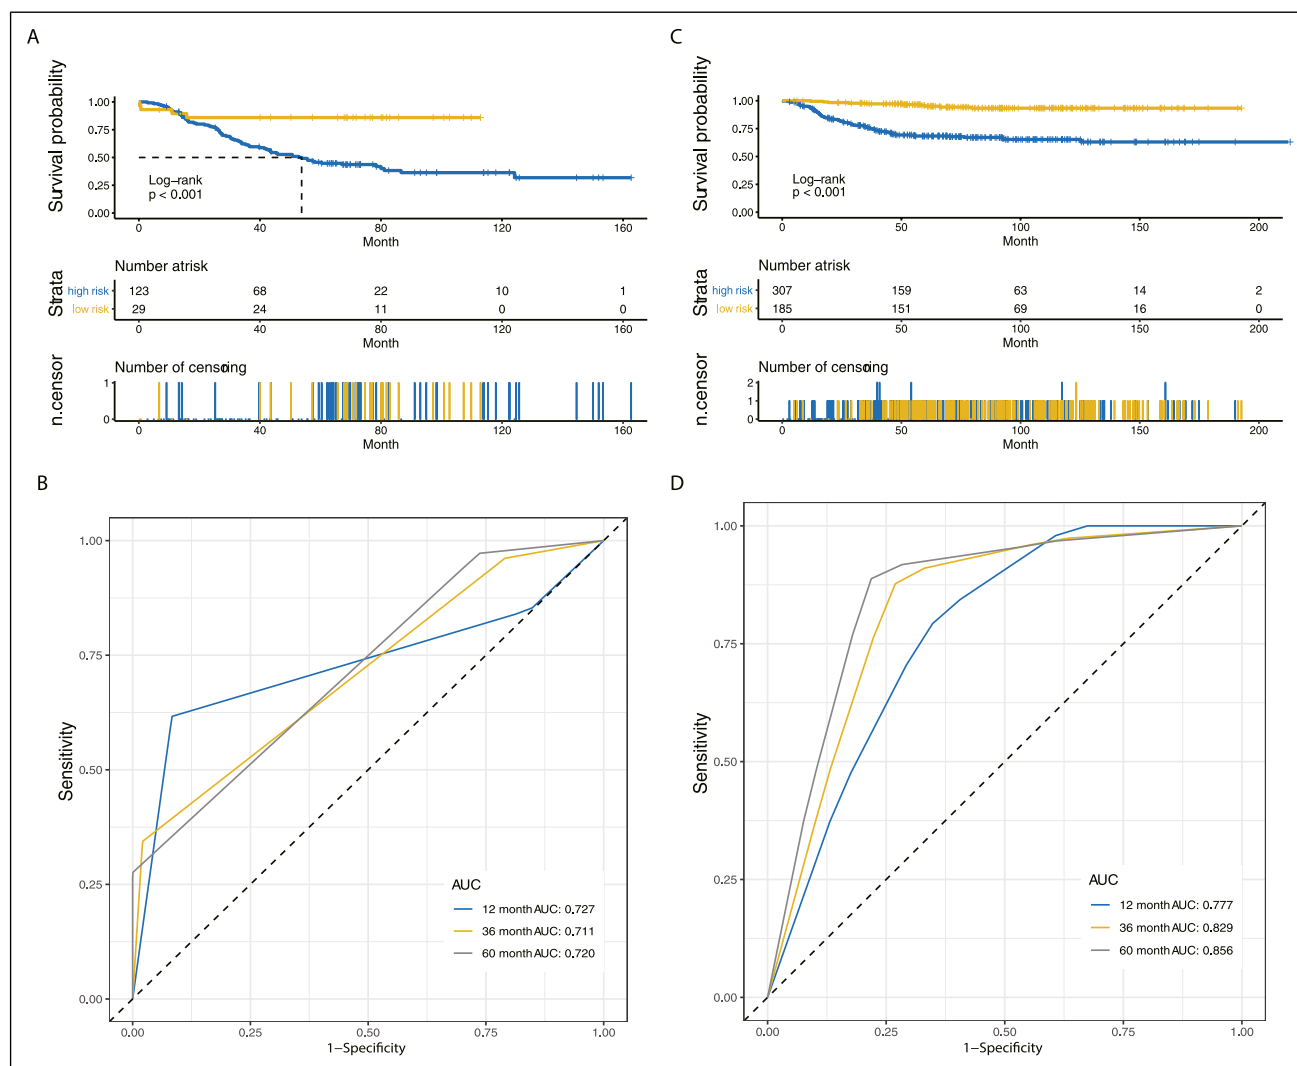 A
Survival probability
1.00
0.75
0.50
0.25
0.00
Log-rank
p < 0.001
0 40 80 120 160
Month
Number atrisk
Strata
high risk 123 68 22 10 1
low risk 29 24 11 0 0
0 40 80 120 160
Month
Number of censoring
n.censor
1
0
0 40 80 120 160
Month
C
Survival probability
1.00
0.75
0.50
0.25
0.00
Log-rank
p < 0.001
0 50 100 150 200
Month
Number atrisk
Strata
high risk 307 159 63 14 2
low risk 185 151 69 16 0
0 50 100 150 200
Month
Number of censoring
n.censor
2
1
0
0 50 100 150 200
Month
B
Sensitivity
1.00
0.75
0.50
0.25
0.00
AUC
12 month AUC: 0.727
36 month AUC: 0.711
60 month AUC: 0.720
0.00 0.25 0.50 0.75 1.00
1-Specificity
D
Sensitivity
1.00
0.75
0.50
0.25
0.00
AUC
12 month AUC: 0.777
36 month AUC: 0.829
60 month AUC: 0.856
0.00 0.25 0.50 0.75 1.00
1-Specificity